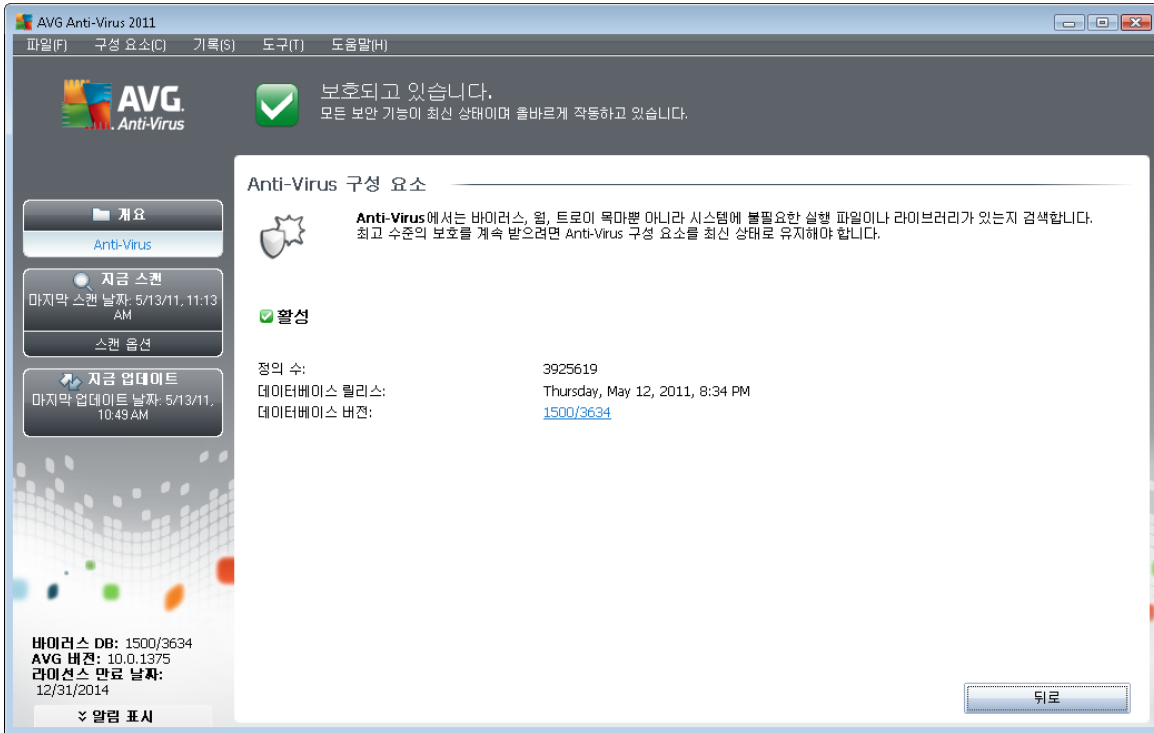 AVG Anti-Virus 2011
파일(F) 구성 요소(C) 기록(S) 도구(T) 도움말(H)
AVG.
Anti-Virus
보호되고 있습니다.
모든 보안 기능이 최신 상태이며 올바르게 작동하고 있습니다.
개요
Anti-Virus
지금 스캔
마지막 스캔 날짜: 5/13/11, 11:13
AM
스캔 옵션
지금 업데이트
마지막 업데이트 날짜: 5/13/11,
10:49 AM
바이러스 DB: 1500/3634
AVG 버전: 10.0.1375
라이선스 만료 날짜:
12/31/2014
알림 표시
Anti-Virus 구성 요소
Anti-Virus에서는 바이러스, 웜, 트로이 목마뿐 아니라 시스템에 불필요한 실행 파일이나 라이브러리가 있는지 검색합니다.
최고 수준의 보호를 계속 받으려면 Anti-Virus 구성 요소를 최신 상태로 유지해야 합니다.
활성
정의 수: 3925619
데이터베이스 릴리스: Thursday, May 12, 2011, 8:34 PM
데이터베이스 버전: 1500/3634
뒤로